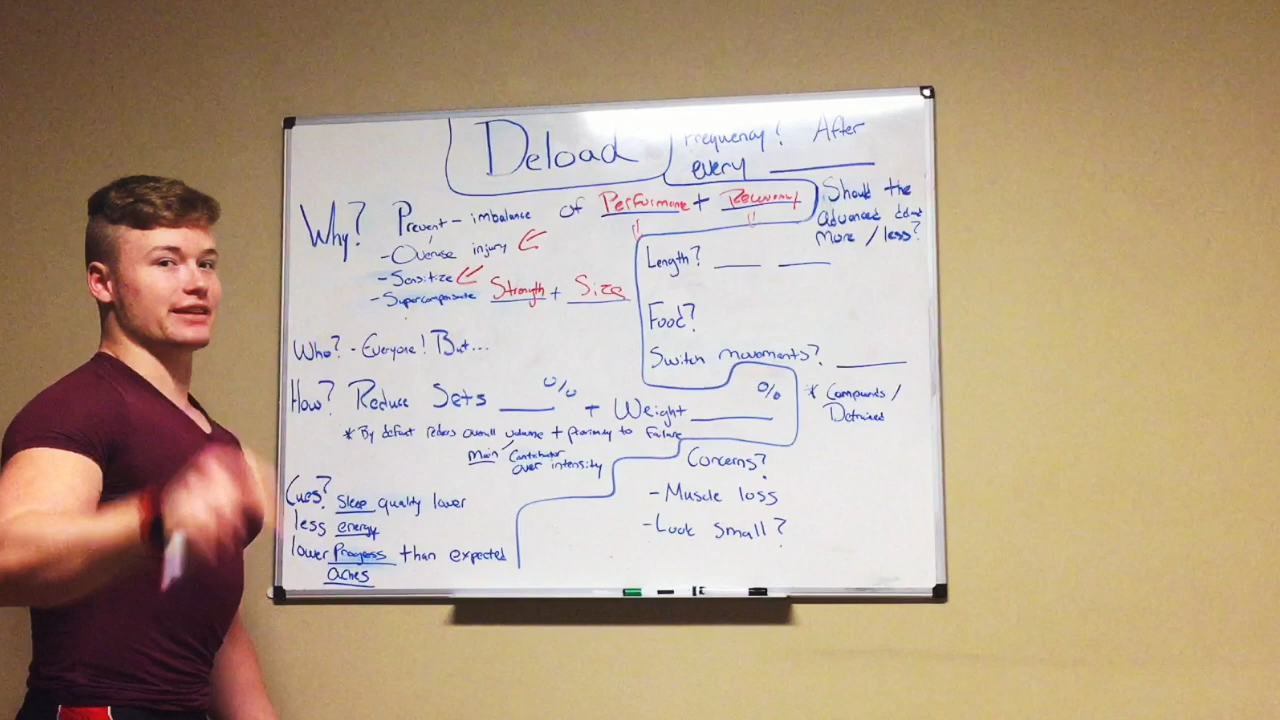 Deload
Why? Prevent - imbalance of Performance + Recovery
- Overuse injury
- Sensitize
- Supercompensate Strength + Size
Who? - Everyone! But...
How? Reduce Sets ____ % + Weight ____ %
* By default reduces overall volume + proximity to failure
Main Contributor
over intensity
Cues? Sleep quality lower
less energy
lower Progress than expected
aches
Frequency? After
every ____
Should the
advanced
more / less?
Length? ____ ____
Food?
Switch movements? ____
* Compounds /
Detrained
Concerns?
- Muscle loss
- Look Small?